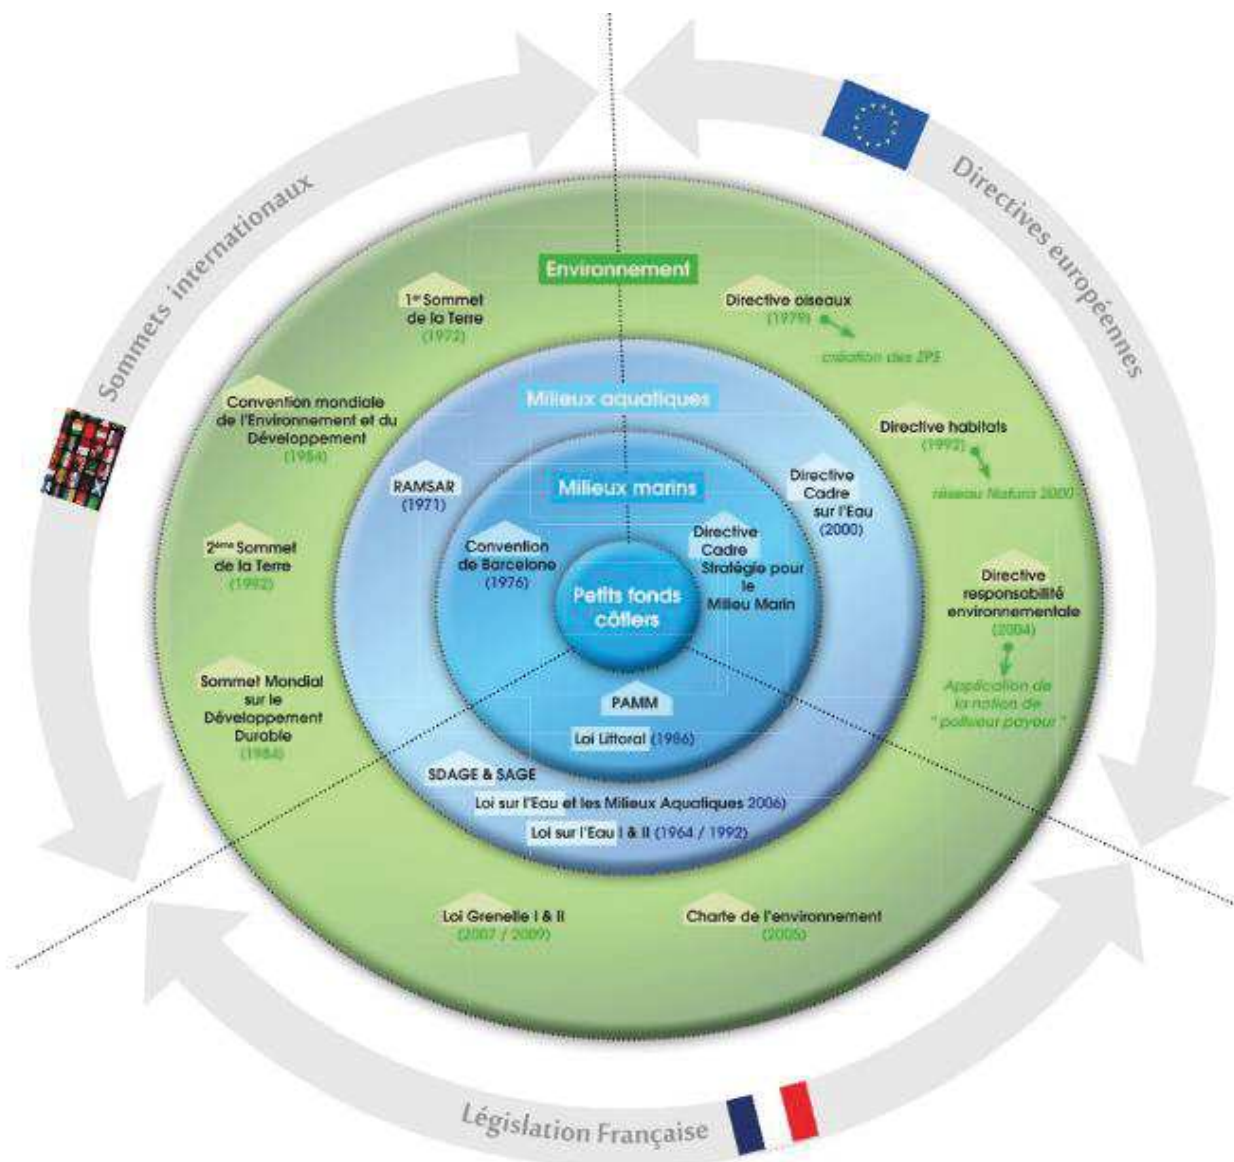 Sommets internationaux
Directives européennes
Environnement
1er Sommet
de la Terre
(1972)
Directive oiseaux
(1979)
création des ZPS
Convention mondiale
de l'Environnement et du
Développement
(1984)
Directive habitats
(1992)
réseau Natura 2000
2ème Sommet
de la Terre
(1992)
Directive
responsabilité
environnementale
(2004)
Application de
la notion de
" pollueur payeur "
Sommet Mondial
sur le
Développement
Durable
(1984)
Milieux aquatiques
RAMSAR
(1971)
Directive
Cadre
sur l'Eau
(2000)
Milieux marins
Convention
de Barcelone
(1976)
Directive
Cadre
Stratégie pour
le
Milieu Marin
Petits fonds
côtiers
PAMM
Loi Littoral (1986)
SDAGE & SAGE
Loi sur l'Eau et les Milieux Aquatiques 2006)
Loi sur l'Eau I & II (1964 / 1992)
Loi Grenelle I & II
(2007 / 2009)
Charte de l'environnement
(2005)
Législation Française